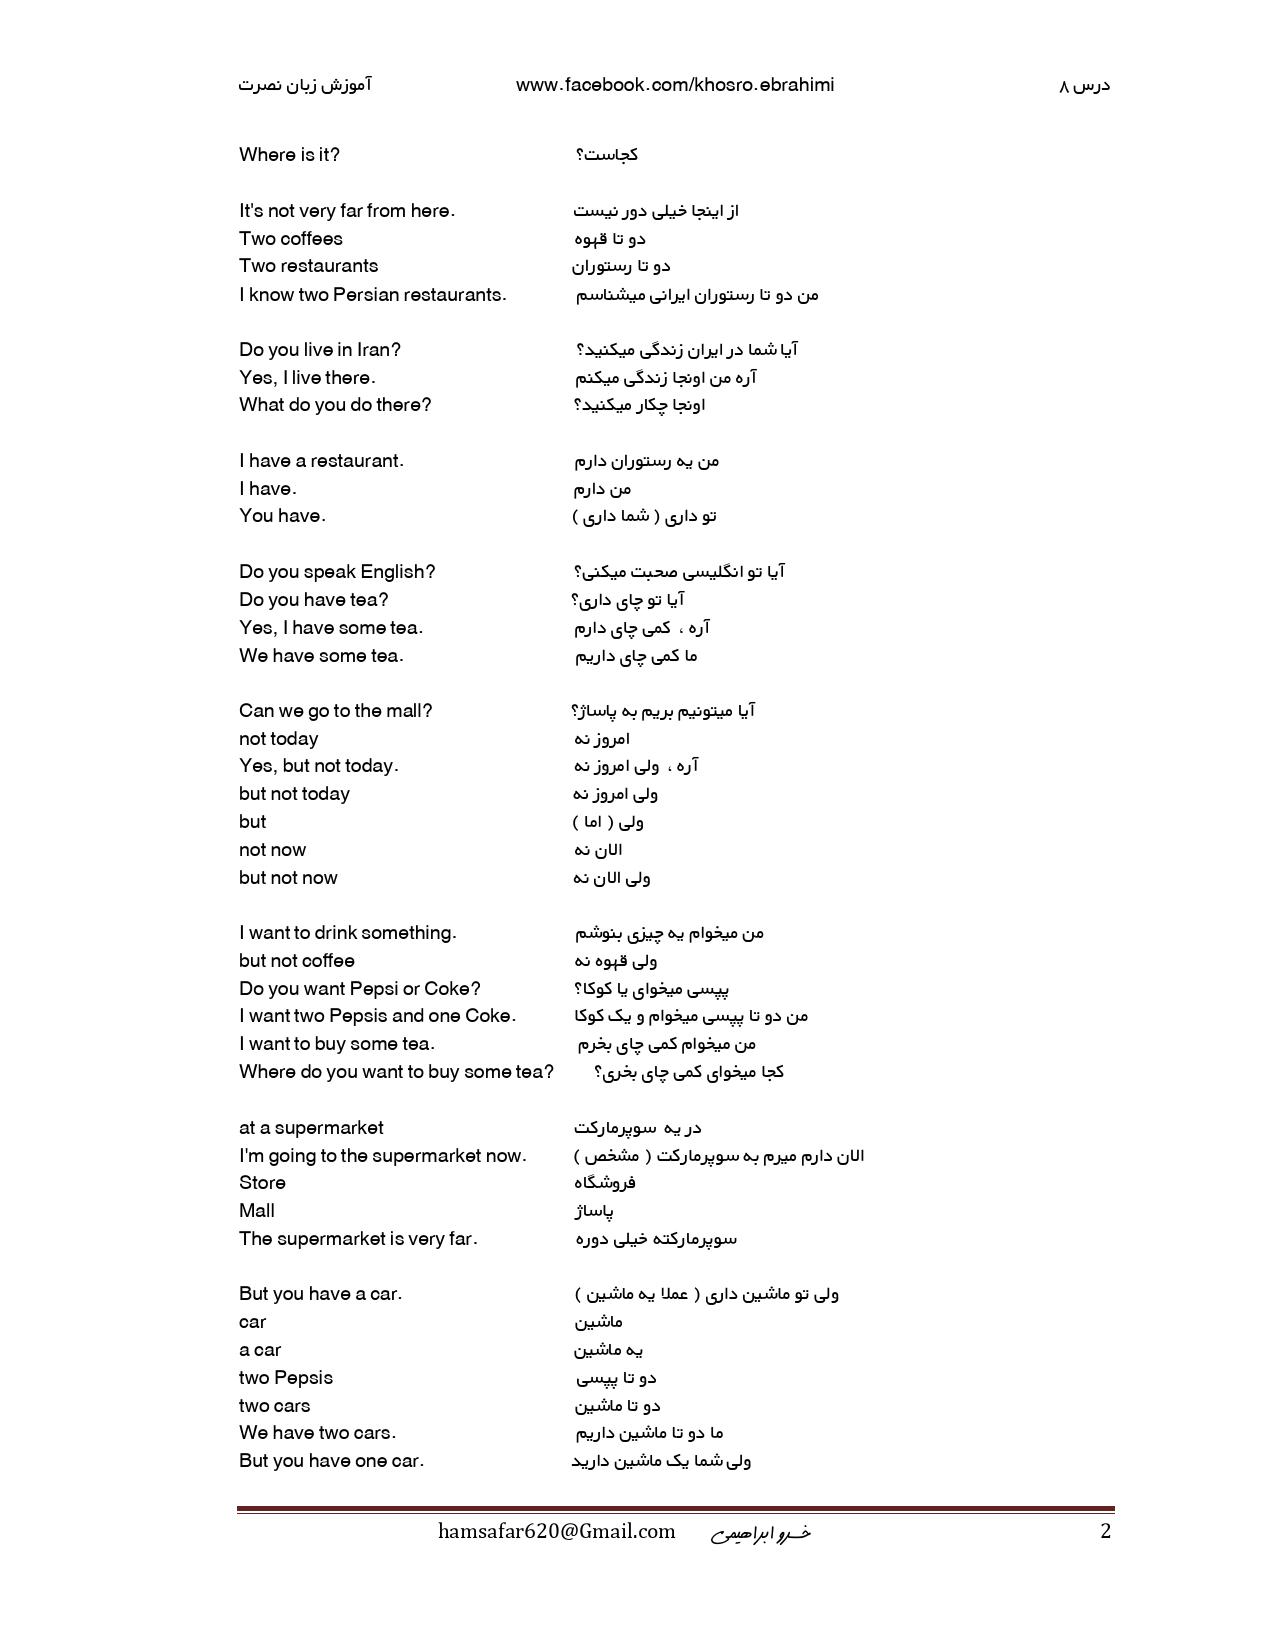 آموزش زبان نصرت www.facebook.com/khosro.ebrahimi درس ۸
Where is it? کجاست؟
It's not very far from here. از اینجا خیلی دور نیست
Two coffees دو تا قهوه
Two restaurants دو تا رستوران
I know two Persian restaurants. من دو تا رستوران ایرانی میشناسم
Do you live in Iran? آیا شما در ایران زندگی میکنید؟
Yes, I live there. آره من اونجا زندگی میکنم
What do you do there? اونجا چکار میکنید؟
I have a restaurant. من یه رستوران دارم
I have. من دارم
You have. تو داری ( شما داری )
Do you speak English? آیا تو انگلیسی صحبت میکنی؟
Do you have tea? آیا تو چای داری؟
Yes, I have some tea. آره ، کمی چای دارم
We have some tea. ما کمی چای داریم
Can we go to the mall? آیا میتونیم بریم به پاساژ؟
not today امروز نه
Yes, but not today. آره ، ولی امروز نه
but not today ولی امروز نه
but ولی ( اما )
not now الان نه
but not now ولی الان نه
I want to drink something. من میخوام یه چیزی بنوشم
but not coffee ولی قهوه نه
Do you want Pepsi or Coke? پپسی میخوای یا کوکا؟
I want two Pepsis and one Coke. من دو تا پپسی میخوام و یک کوکا
I want to buy some tea. من میخوام کمی چای بخرم
Where do you want to buy some tea? کجا میخوای کمی چای بخری؟
at a supermarket در یه سوپرمارکت
I'm going to the supermarket now. الان دارم میرم به سوپرمارکت ( مشخص )
Store فروشگاه
Mall پاساژ
The supermarket is very far. سوپرمارکته خیلی دوره
But you have a car. ولی تو ماشین داری ( عملا یه ماشین )
car ماشین
a car یه ماشین
two Pepsis دو تا پپسی
two cars دو تا ماشین
We have two cars. ما دو تا ماشین داریم
But you have one car. ولی شما یک ماشین دارید
hamsafar620@Gmail.com خسرو ابراهیمی 2